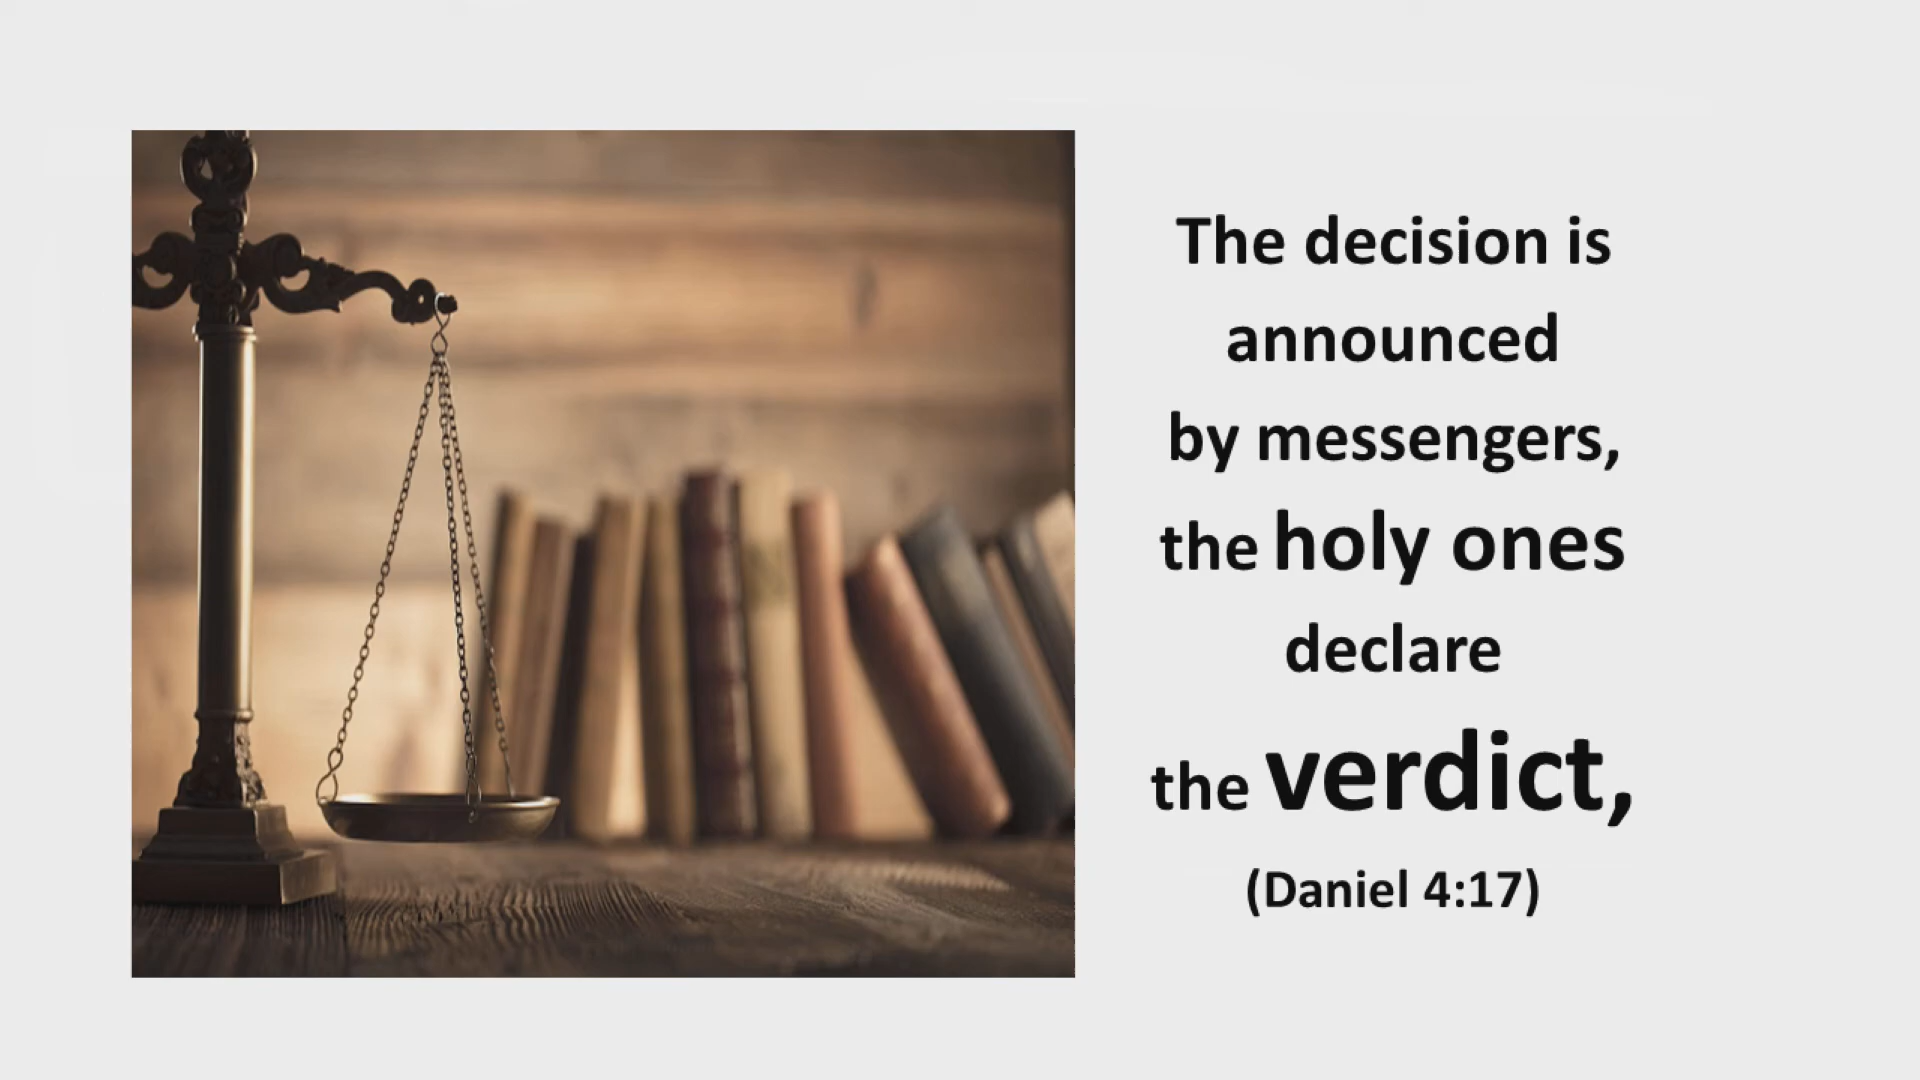 The decision is
announced
by messengers,
the holy ones
declare
the verdict,
(Daniel 4:17)